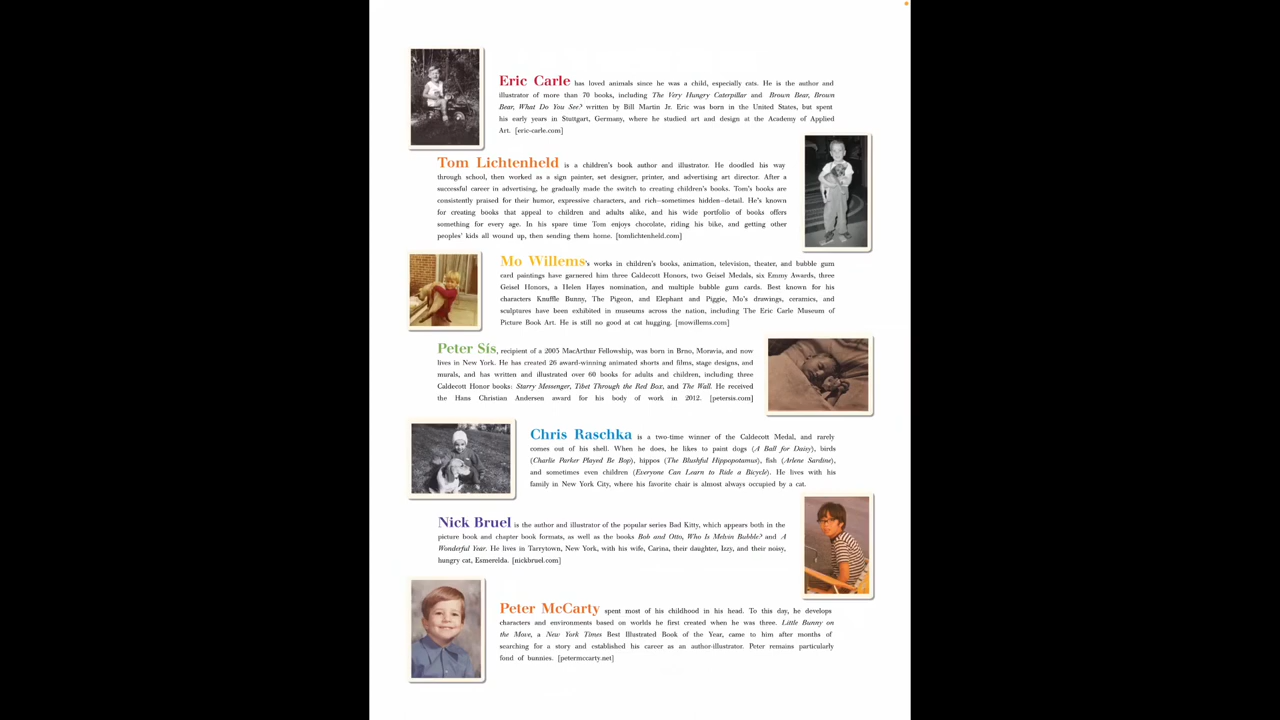 Eric Carle has loved animals since he was a child, especially cats. He is the author and
illustrator of more than 70 books, including The Very Hungry Caterpillar and Brown Bear, Brown
Bear, What Do You See? written by Bill Martin Jr. Eric was born in the United States, but spent
his early years in Stuttgart, Germany, where he studied art and design at the Academy of Applied
Art. [eric-carle.com]
Tom Lichtenheld is a children's book author and illustrator. He doodled his way
through school, then worked as a sign painter, set designer, printer, and advertising art director. After a
successful career in advertising, he gradually made the switch to creating children's books. Tom's books are
consistently praised for their humor, expressive characters, and rich—sometimes hidden—detail. He's known
for creating books that appeal to children and adults alike, and his wide portfolio of books offers
something for every age. In his spare time Tom enjoys chocolate, riding his bike, and getting other
peoples' kids all wound up, then sending them home. [tomlichtenheld.com]
Mo Willems's works in children's books, animation, television, theater, and bubble gum
card paintings have garnered him three Caldecott Honors, two Geisel Medals, six Emmy Awards, three
Geisel Honors, a Helen Hayes nomination, and multiple bubble gum cards. Best known for his
characters Knuffle Bunny, The Pigeon, and Elephant and Piggie, Mo's drawings, ceramics, and
sculptures have been exhibited in museums across the nation, including The Eric Carle Museum of
Picture Book Art. He is still no good at cat hugging. [mowillems.com]
Peter Sís, recipient of a 2003 MacArthur Fellowship, was born in Brno, Moravia, and now
lives in New York. He has created 26 award-winning animated shorts and films, stage designs, and
murals, and has written and illustrated over 60 books for adults and children, including three
Caldecott Honor books: Starry Messenger, Tibet Through the Red Box, and The Wall. He received
the Hans Christian Andersen award for his body of work in 2012. [petersis.com]
Chris Raschka is a two-time winner of the Caldecott Medal, and rarely
comes out of his shell. When he does, he likes to paint dogs (A Ball for Daisy), birds
(Charlie Parker Played Be Bop), hippos (The Blushful Hippopotamus), fish (Arlene Sardine),
and sometimes even children (Everyone Can Learn to Ride a Bicycle). He lives with his
family in New York City, where his favorite chair is almost always occupied by a cat.
Nick Bruel is the author and illustrator of the popular series Bad Kitty, which appears both in the
picture book and chapter book formats, as well as the books Bob and Otto, Who Is Melvin Bubble? and A
Wonderful Year. He lives in Tarrytown, New York, with his wife, Carina, their daughter, Izzy, and their noisy,
hungry cat, Esmerelda. [nickbruel.com]
Peter McCarty spent most of his childhood in his head. To this day, he develops
characters and environments based on worlds he first created when he was three. Little Bunny on
the Move, a New York Times Best Illustrated Book of the Year, came to him after months of
searching for a story and established his career as an author-illustrator. Peter remains particularly
fond of bunnies. [petermccarty.net]